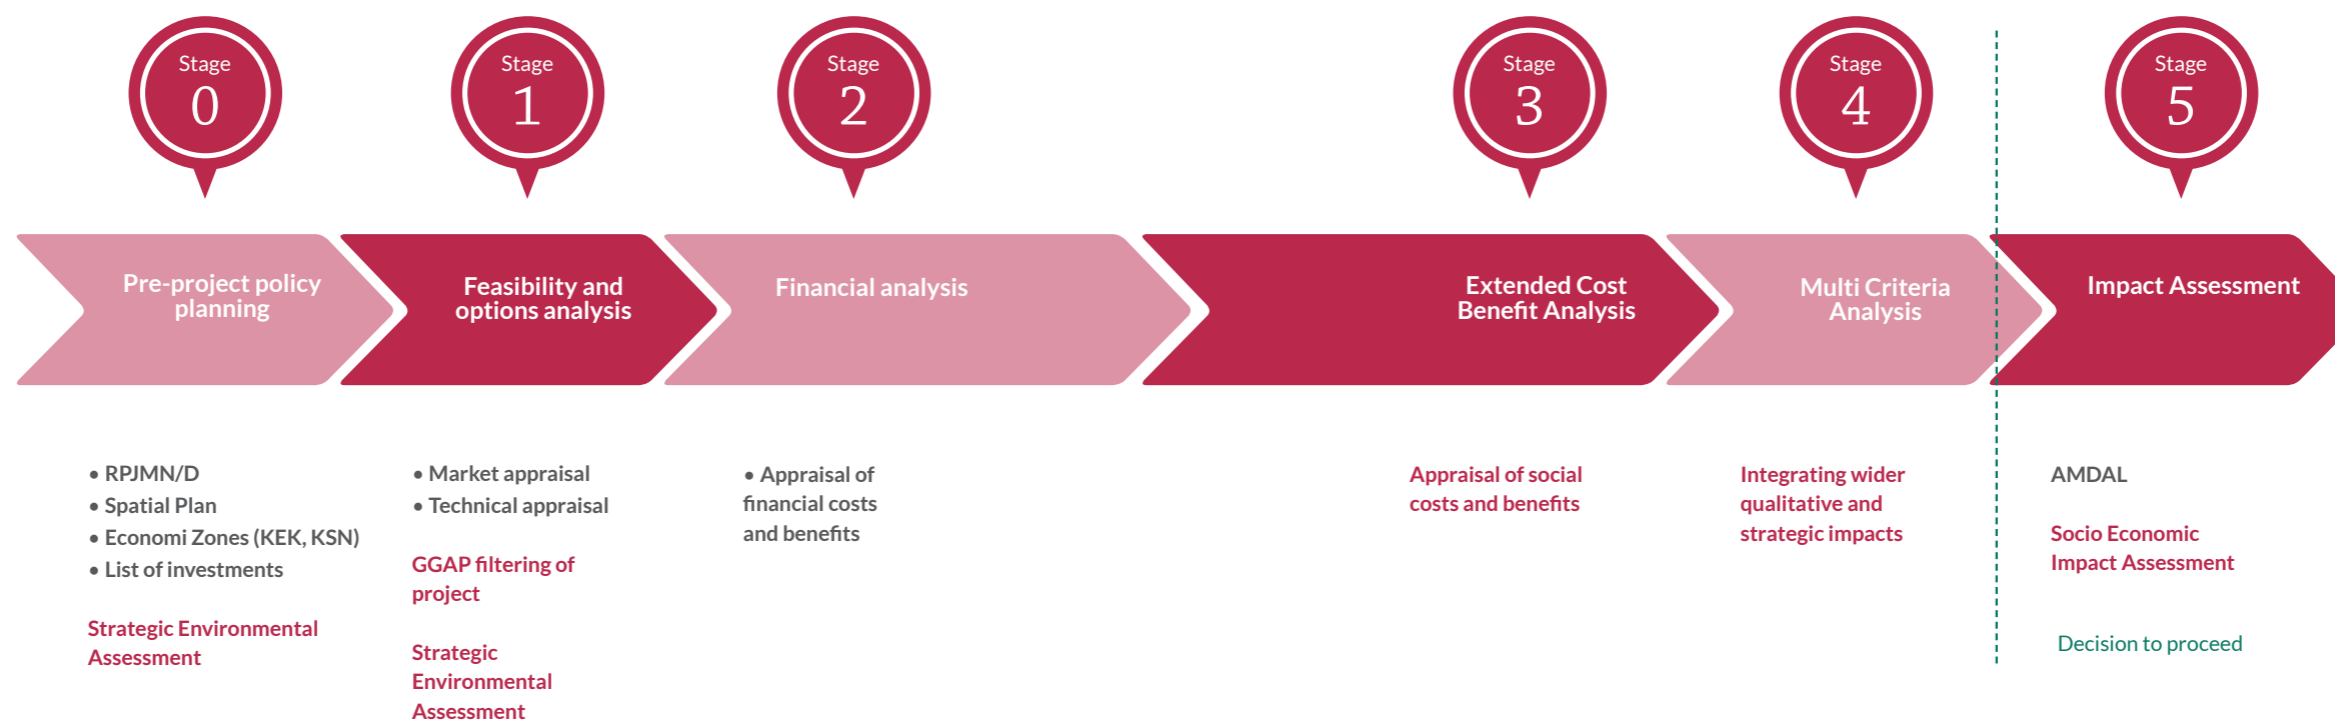 Stage
0
Stage
1
Stage
2
Stage
3
Stage
4
Stage
5
Pre-project policy
planning
Feasibility and
options analysis
Financial analysis
Extended Cost
Benefit Analysis
Multi Criteria
Analysis
Impact Assessment
• RPJMN/D
• Spatial Plan
• Economi Zones (KEK, KSN)
• List of investments
Strategic Environmental
Assessment
• Market appraisal
• Technical appraisal
GGAP filtering of
project
Strategic
Environmental
Assessment
• Appraisal of
financial costs
and benefits
Appraisal of social
costs and benefits
Integrating wider
qualitative and
strategic impacts
AMDAL
Socio Economic
Impact Assessment
Decision to proceed